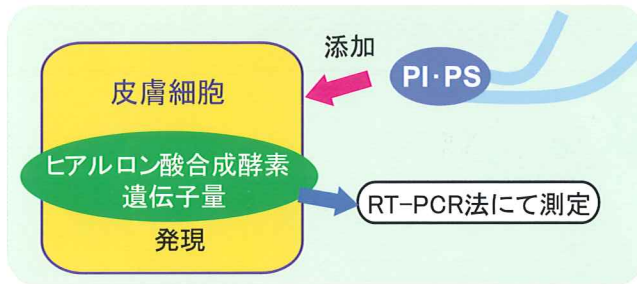 添加
PI·PS
皮膚細胞
ヒアルロン酸合成酵素
遺伝子量
発現
RT-PCR法にて測定